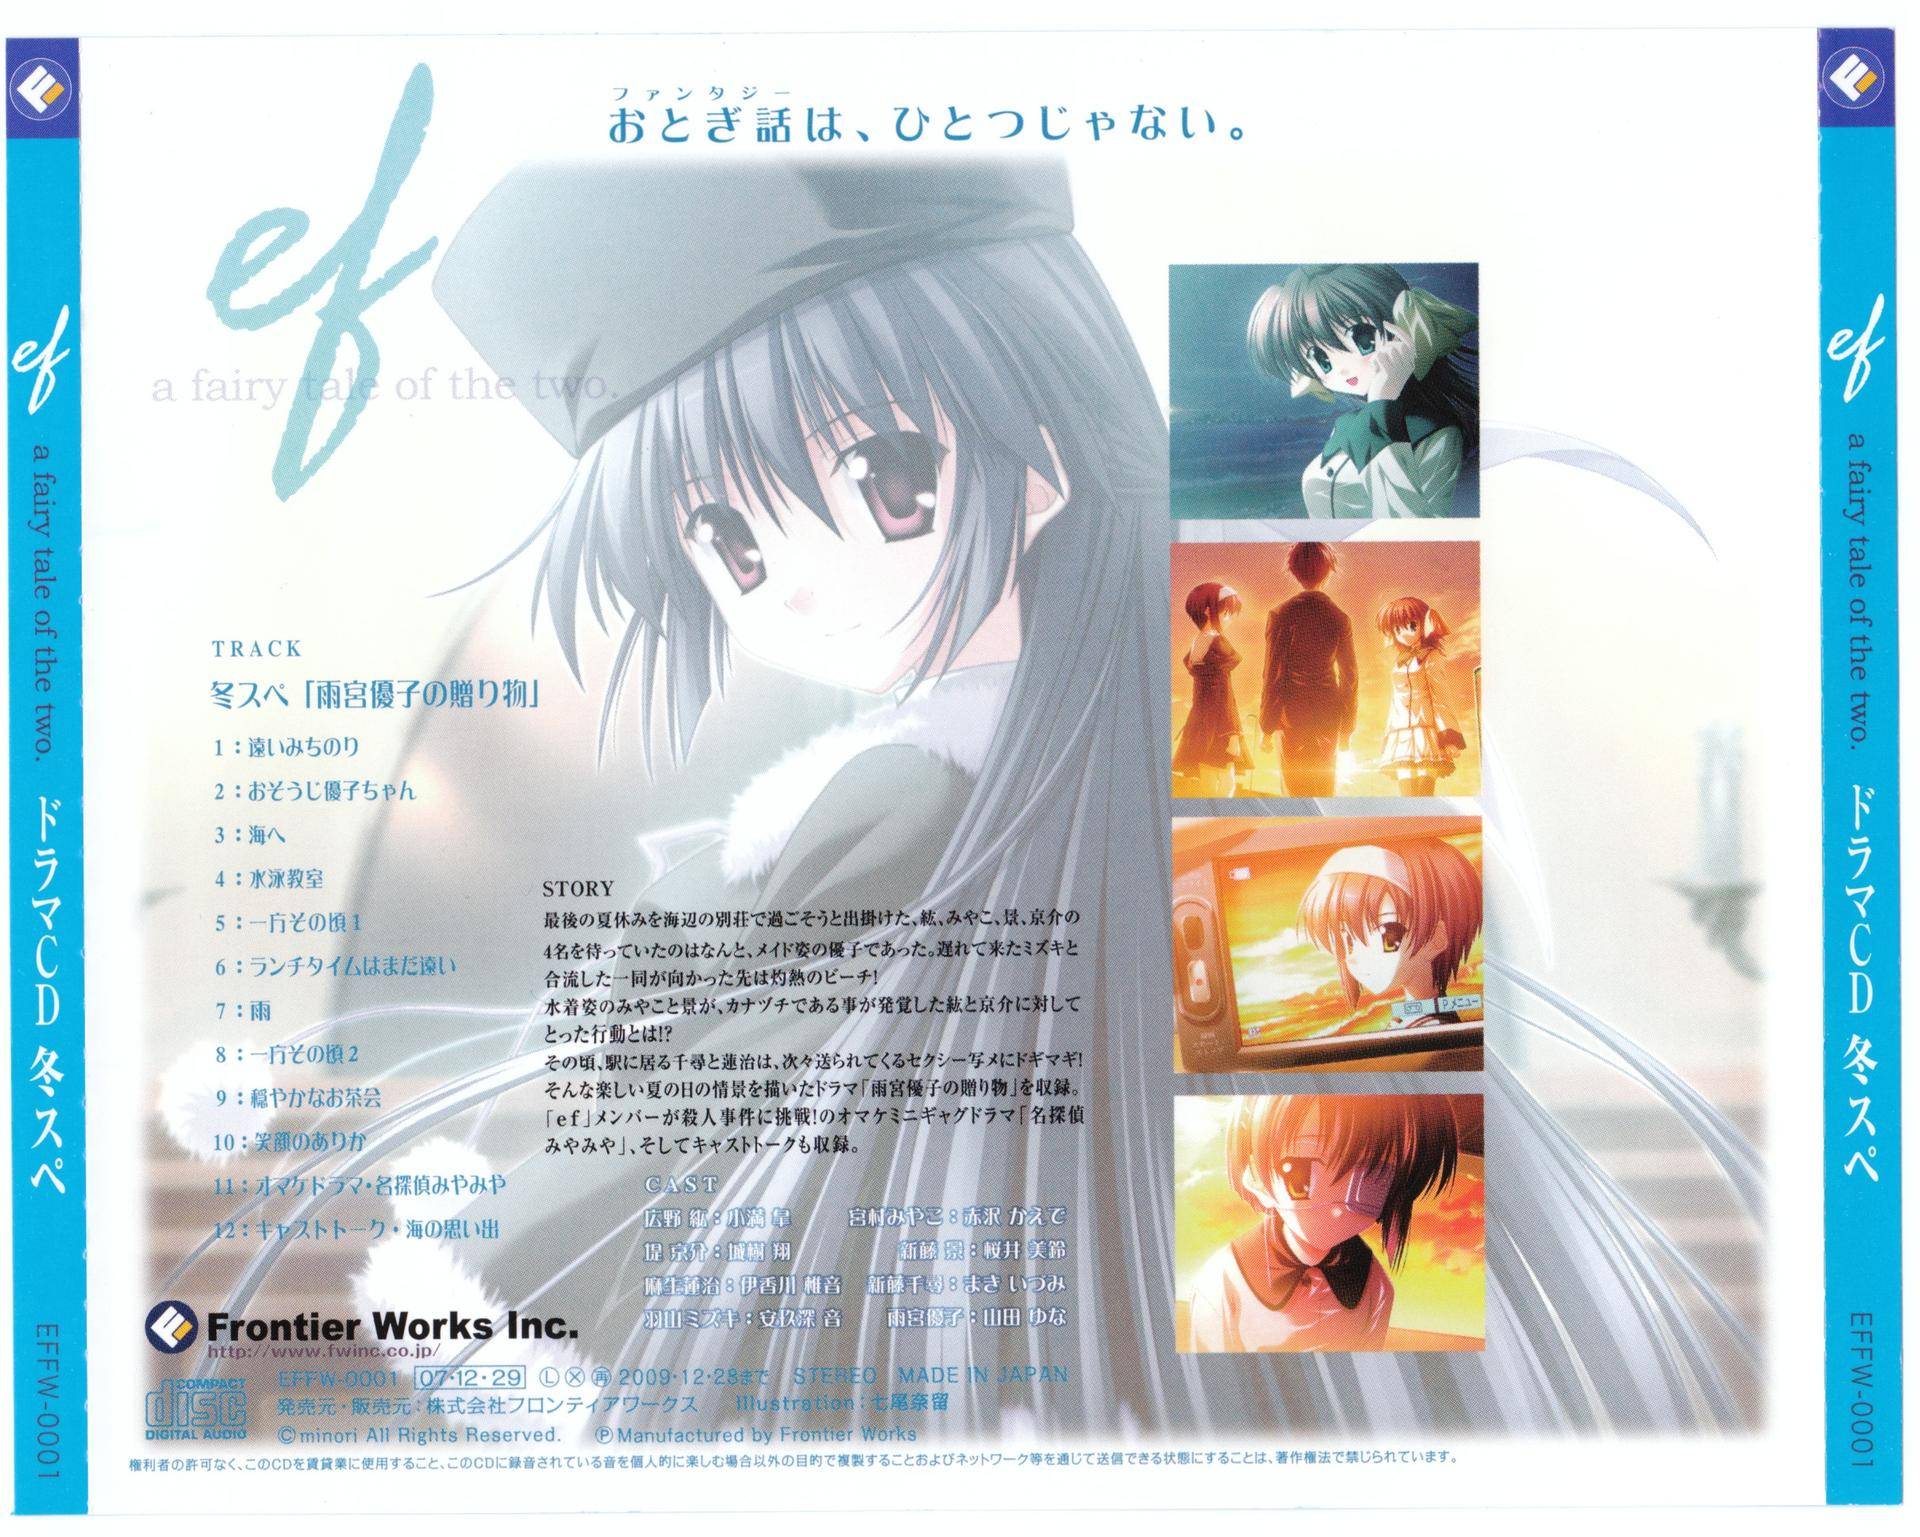 ef
a fairy tale of the two.
ドラマCD 冬スペ
EFFW-0001
ファンタジー
おとぎ話は、ひとつじゃない。
ef
a fairy tale of the two.
TRACK
冬スペ「雨宮優子の贈り物」
1：遠いみちのり
2：おそうじ優子ちゃん
3：海へ
4：水泳教室
5：一方その頃1
6：ランチタイムはまだ遠い
7：雨
8：一方その頃2
9：穏やかなお茶会
10：笑顔のありか
11：オマケドラマ・名探偵みやみや
12：キャストトーク・海の思い出
STORY
最後の夏休みを海辺の別荘で過ごそうと出掛けた、紘、みやこ、景、京介の
4名を待っていたのはなんと、メイド姿の優子であった。遅れて来たミズキと
合流した一同が向かった先は灼熱のビーチ!
水着姿のみやこと景が、カナヅチである事が発覚した紘と京介に対して
とった行動とは!?
その頃、駅に居る千尋と蓮治は、次々送られてくるセクシー写メにドギマギ!
そんな楽しい夏の日の情景を描いたドラマ「雨宮優子の贈り物」を収録。
「ef」メンバーが殺人事件に挑戦!のオマケミニギャグドラマ「名探偵
みやみや」、そしてキャストトークも収録。
CAST
広野 紘：小満 皐 宮村みやこ：赤沢 かえで
堤 京介：城樹 翔 新藤 景：桜井 美鈴
麻生蓮治：伊香川 椎音 新藤千尋：まき いづみ
羽山ミズキ：安玖深 音 雨宮優子：山田 ゆな
Pメニュー
Frontier Works Inc.
http://www.fwinc.co.jp/
COMPACT
disc
DIGITAL AUDIO
EFFW-0001 07・12・29 Ⓛ Ⓧ 再 2009・12・28まで STEREO MADE IN JAPAN
発売元・販売元：株式会社フロンティアワークス Illustration：七尾奈留
©minori All Rights Reserved. ℗Manufactured by Frontier Works
権利者の許可なく、このCDを賃貸業に使用すること、このCDに録音されている音を個人的に楽しむ場合以外の目的で複製することおよびネットワーク等を通じて送信できる状態にすることは、著作権法で禁じられています。
ef
a fairy tale of the two.
ドラマCD 冬スペ
EFFW-0001